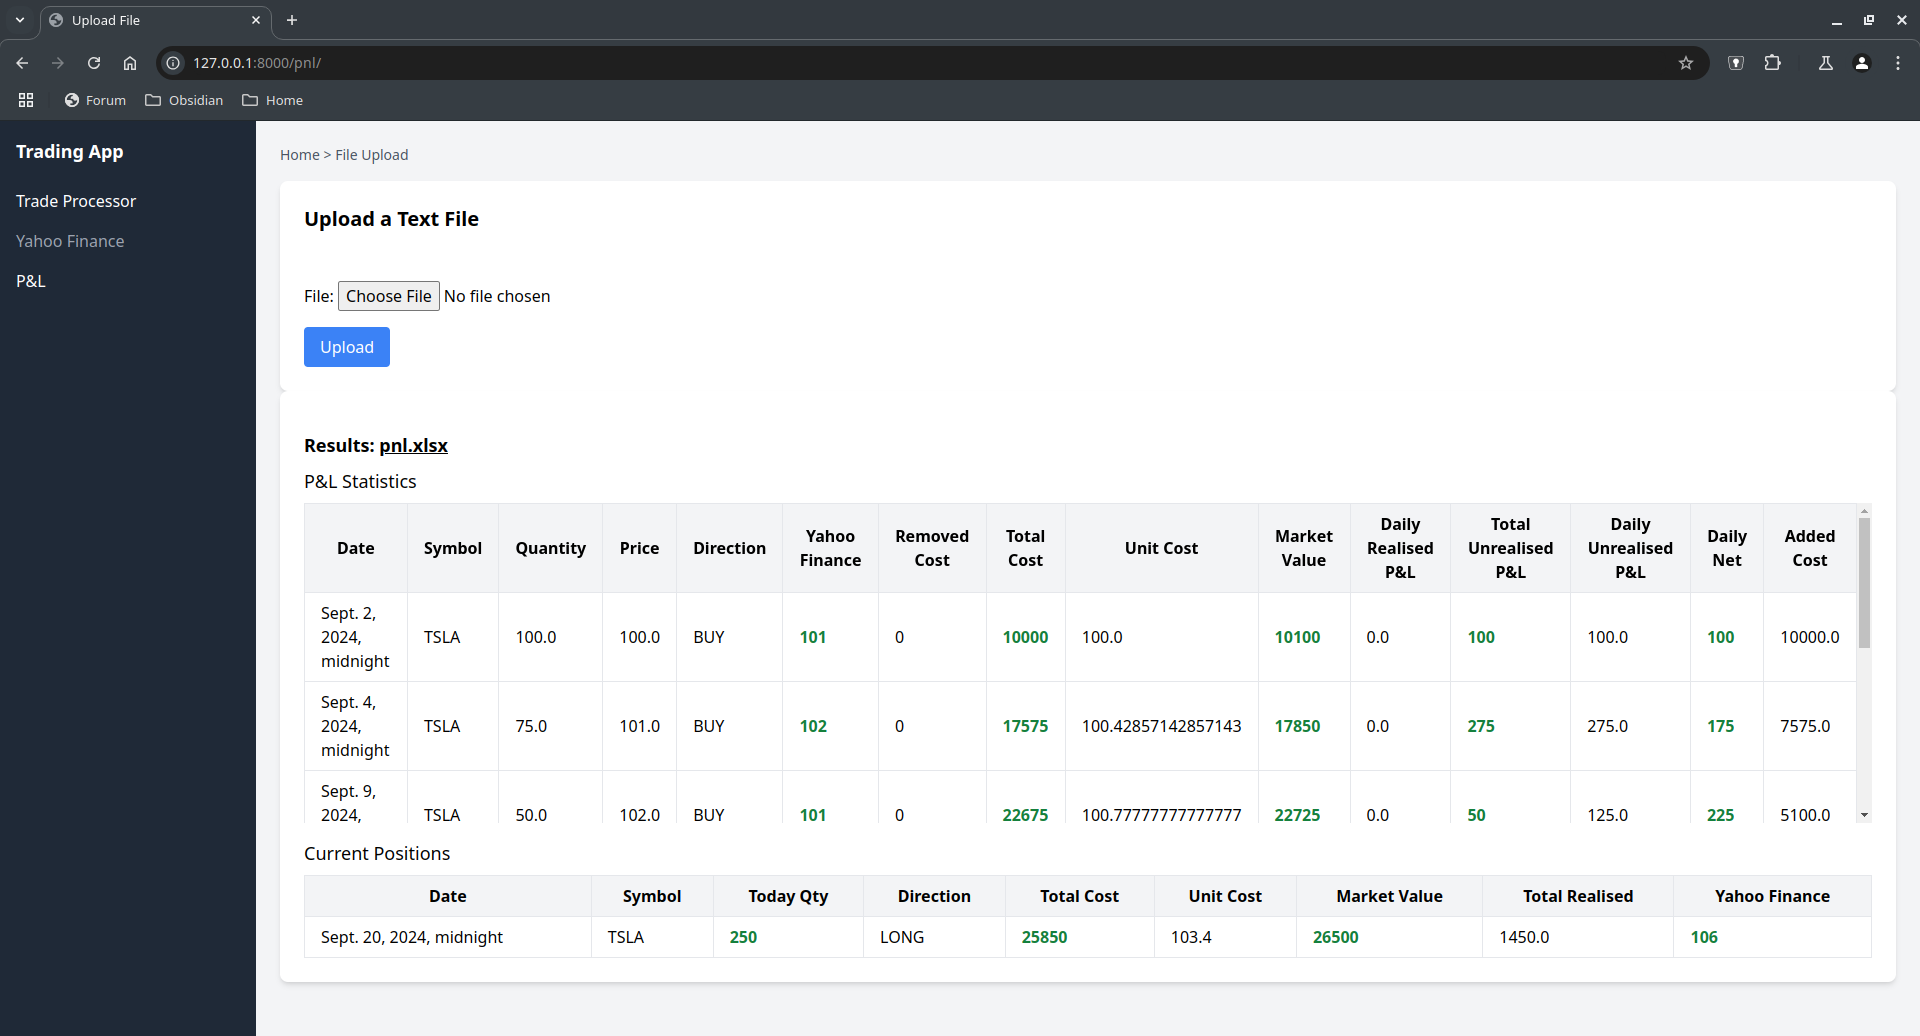 Upload File
127.0.0.1:8000/pnl/
Forum Obsidian Home
Trading App
Trade Processor
Yahoo Finance
P&L
Home > File Upload
Upload a Text File
File: Choose File No file chosen
Upload
Results: pnl.xlsx
P&L Statistics
Date Symbol Quantity Price Direction Yahoo Finance Removed Cost Total Cost Unit Cost Market Value Daily Realised P&L Total Unrealised P&L Daily Unrealised P&L Daily Net Added Cost
Sept. 2, 2024, midnight TSLA 100.0 100.0 BUY 101 0 10000 100.0 10100 0.0 100 100.0 100 10000.0
Sept. 4, 2024, midnight TSLA 75.0 101.0 BUY 102 0 17575 100.42857142857143 17850 0.0 275 275.0 175 7575.0
Sept. 9, 2024, TSLA 50.0 102.0 BUY 101 0 22675 100.77777777777777 22725 0.0 50 125.0 225 5100.0
Current Positions
Date Symbol Today Qty Direction Total Cost Unit Cost Market Value Total Realised Yahoo Finance
Sept. 20, 2024, midnight TSLA 250 LONG 25850 103.4 26500 1450.0 106